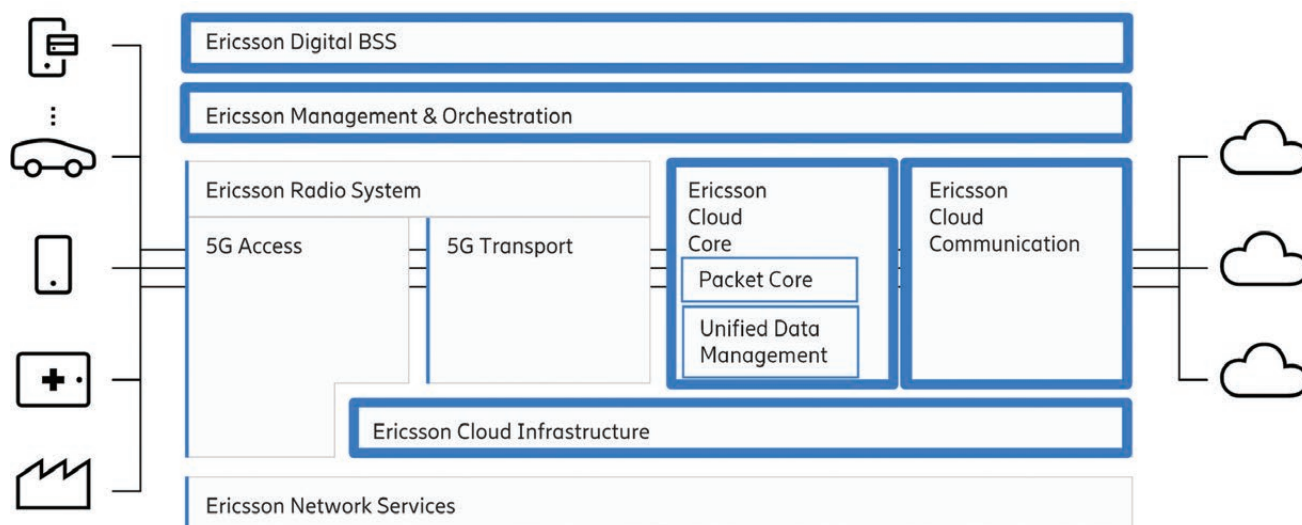 Ericsson Digital BSS
Ericsson Management & Orchestration
Ericsson Radio System
5G Access
5G Transport
Ericsson
Cloud
Core
Packet Core
Unified Data
Management
Ericsson
Cloud
Communication
Ericsson Cloud Infrastructure
Ericsson Network Services